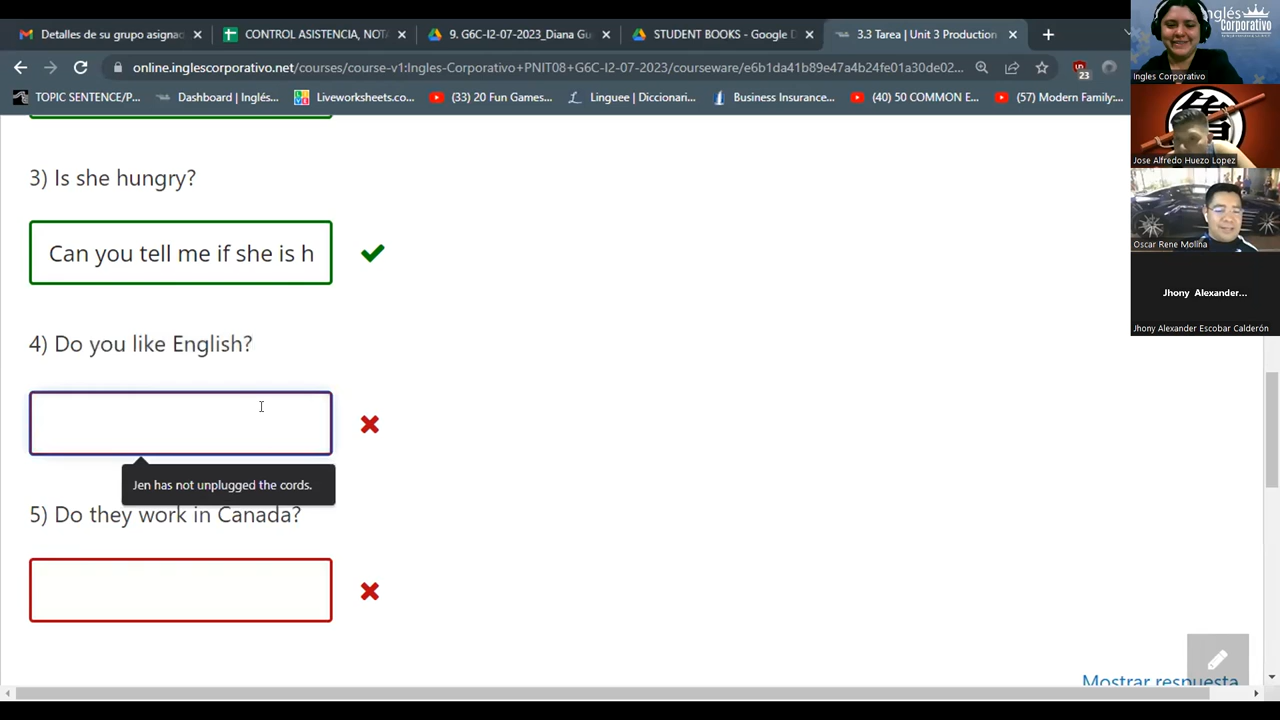 Detalles de su grupo asigna
CONTROL ASISTENCIA, NOT
9. G6C-I2-07-2023_Diana Gu
STUDENT BOOKS - Google D
3.3 Tarea | Unit 3 Production
online.inglescorporativo.net/courses/course-v1:Ingles-Corporativo+PNIT08+G6C-I2-07-2023/courseware/e6b1da41b89e47a4b24fe01a30de02...
23
TOPIC SENTENCE/P...
Dashboard | Inglés...
Liveworksheets.co...
(33) 20 Fun Games...
Linguee | Diccionari...
Business Insurance...
(40) 50 COMMON E...
(57) Modern Family:...
Inglés
Corporativo
Ingles Corporativo
Jose Alfredo Huezo Lopez
Oscar Rene Molina
Jhony Alexander...
Jhony Alexander Escobar Calderón
3) Is she hungry?
Can you tell me if she is h
4) Do you like English?
Jen has not unplugged the cords.
5) Do they work in Canada?
Mostrar respuesta